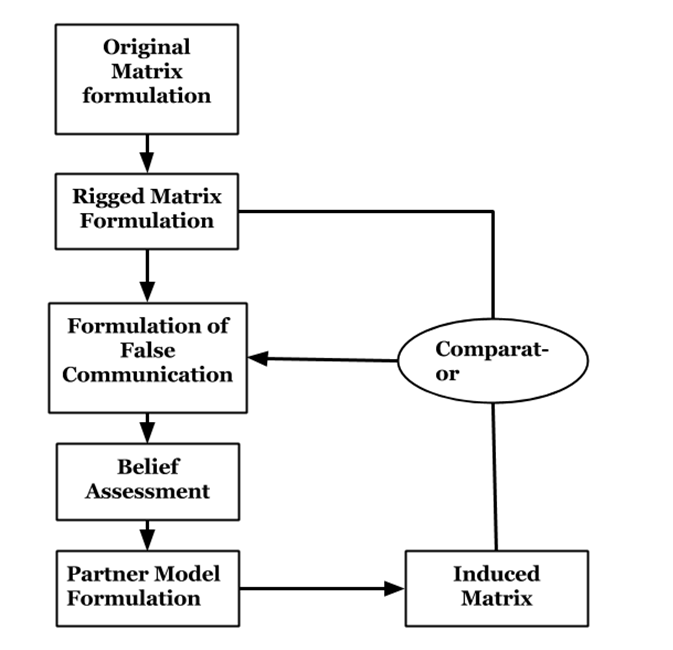 Original
Matrix
formulation
Rigged Matrix
Formulation
Formulation of
False
Communication
Comparat-
or
Belief
Assessment
Partner Model
Formulation
Induced
Matrix